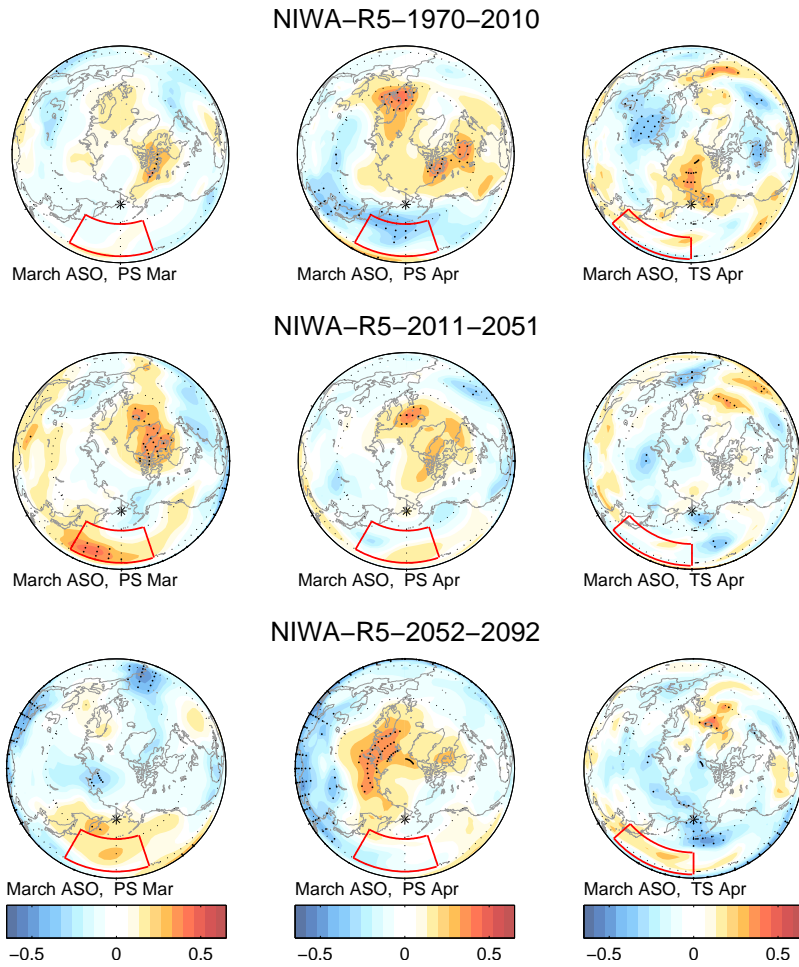 NIWA−R5−1970−2010
March ASO, PS Mar
March ASO, PS Apr
March ASO, TS Apr
NIWA−R5−2011−2051
March ASO, PS Mar
March ASO, PS Apr
March ASO, TS Apr
NIWA−R5−2052−2092
March ASO, PS Mar
March ASO, PS Apr
March ASO, TS Apr
−0.5 0 0.5
−0.5 0 0.5
−0.5 0 0.5